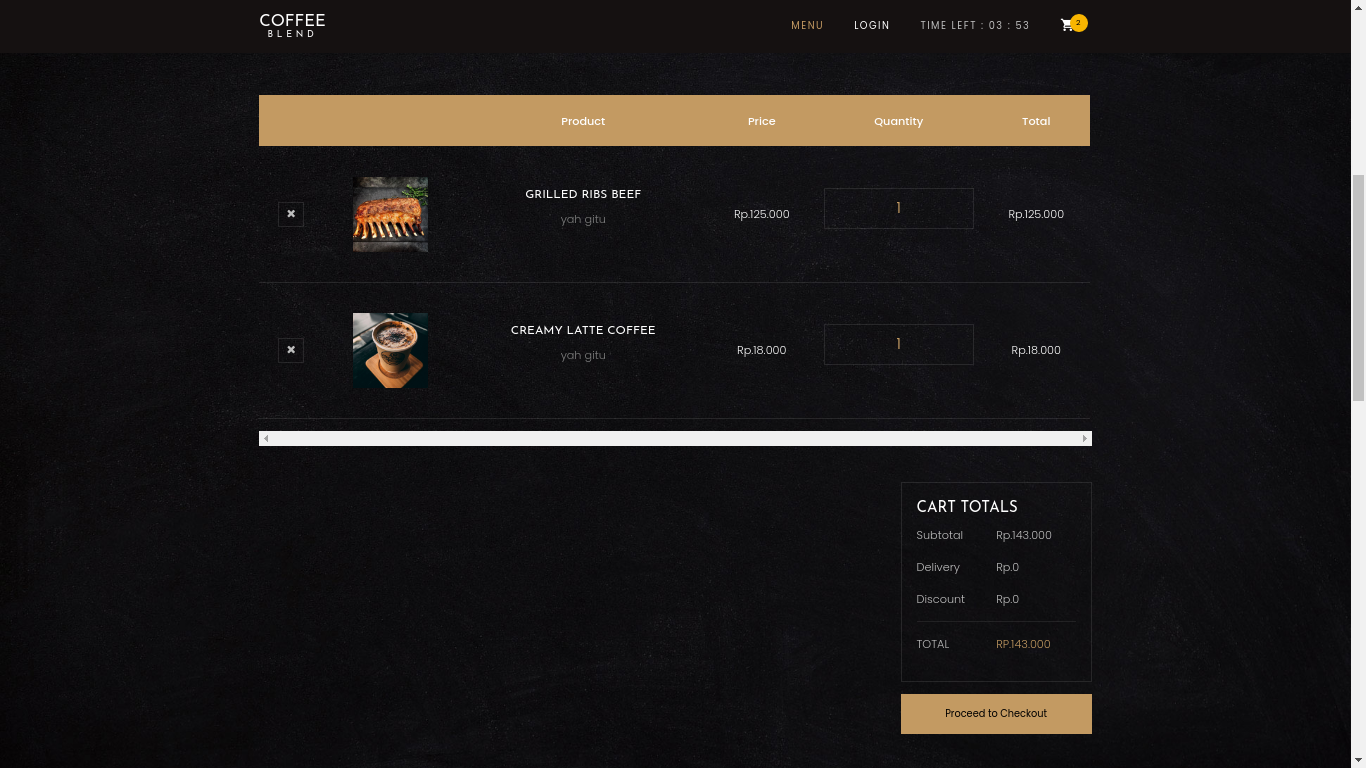 COFFEE
BLEND
MENU LOGIN TIME LEFT : 03 : 53 2
Product Price Quantity Total
GRILLED RIBS BEEF
yah gitu
Rp.125.000 1 Rp.125.000
CREAMY LATTE COFFEE
yah gitu
Rp.18.000 1 Rp.18.000
CART TOTALS
Subtotal Rp.143.000
Delivery Rp.0
Discount Rp.0
TOTAL RP.143.000
Proceed to Checkout